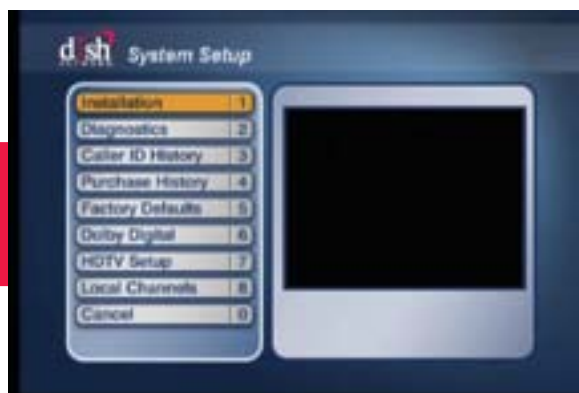 dish
NETWORK
System Setup
Installation 1
Diagnostics 2
Caller ID History 3
Purchase History 4
Factory Defaults 5
Dolby Digital 6
HDTV Setup 7
Local Channels 8
Cancel 0